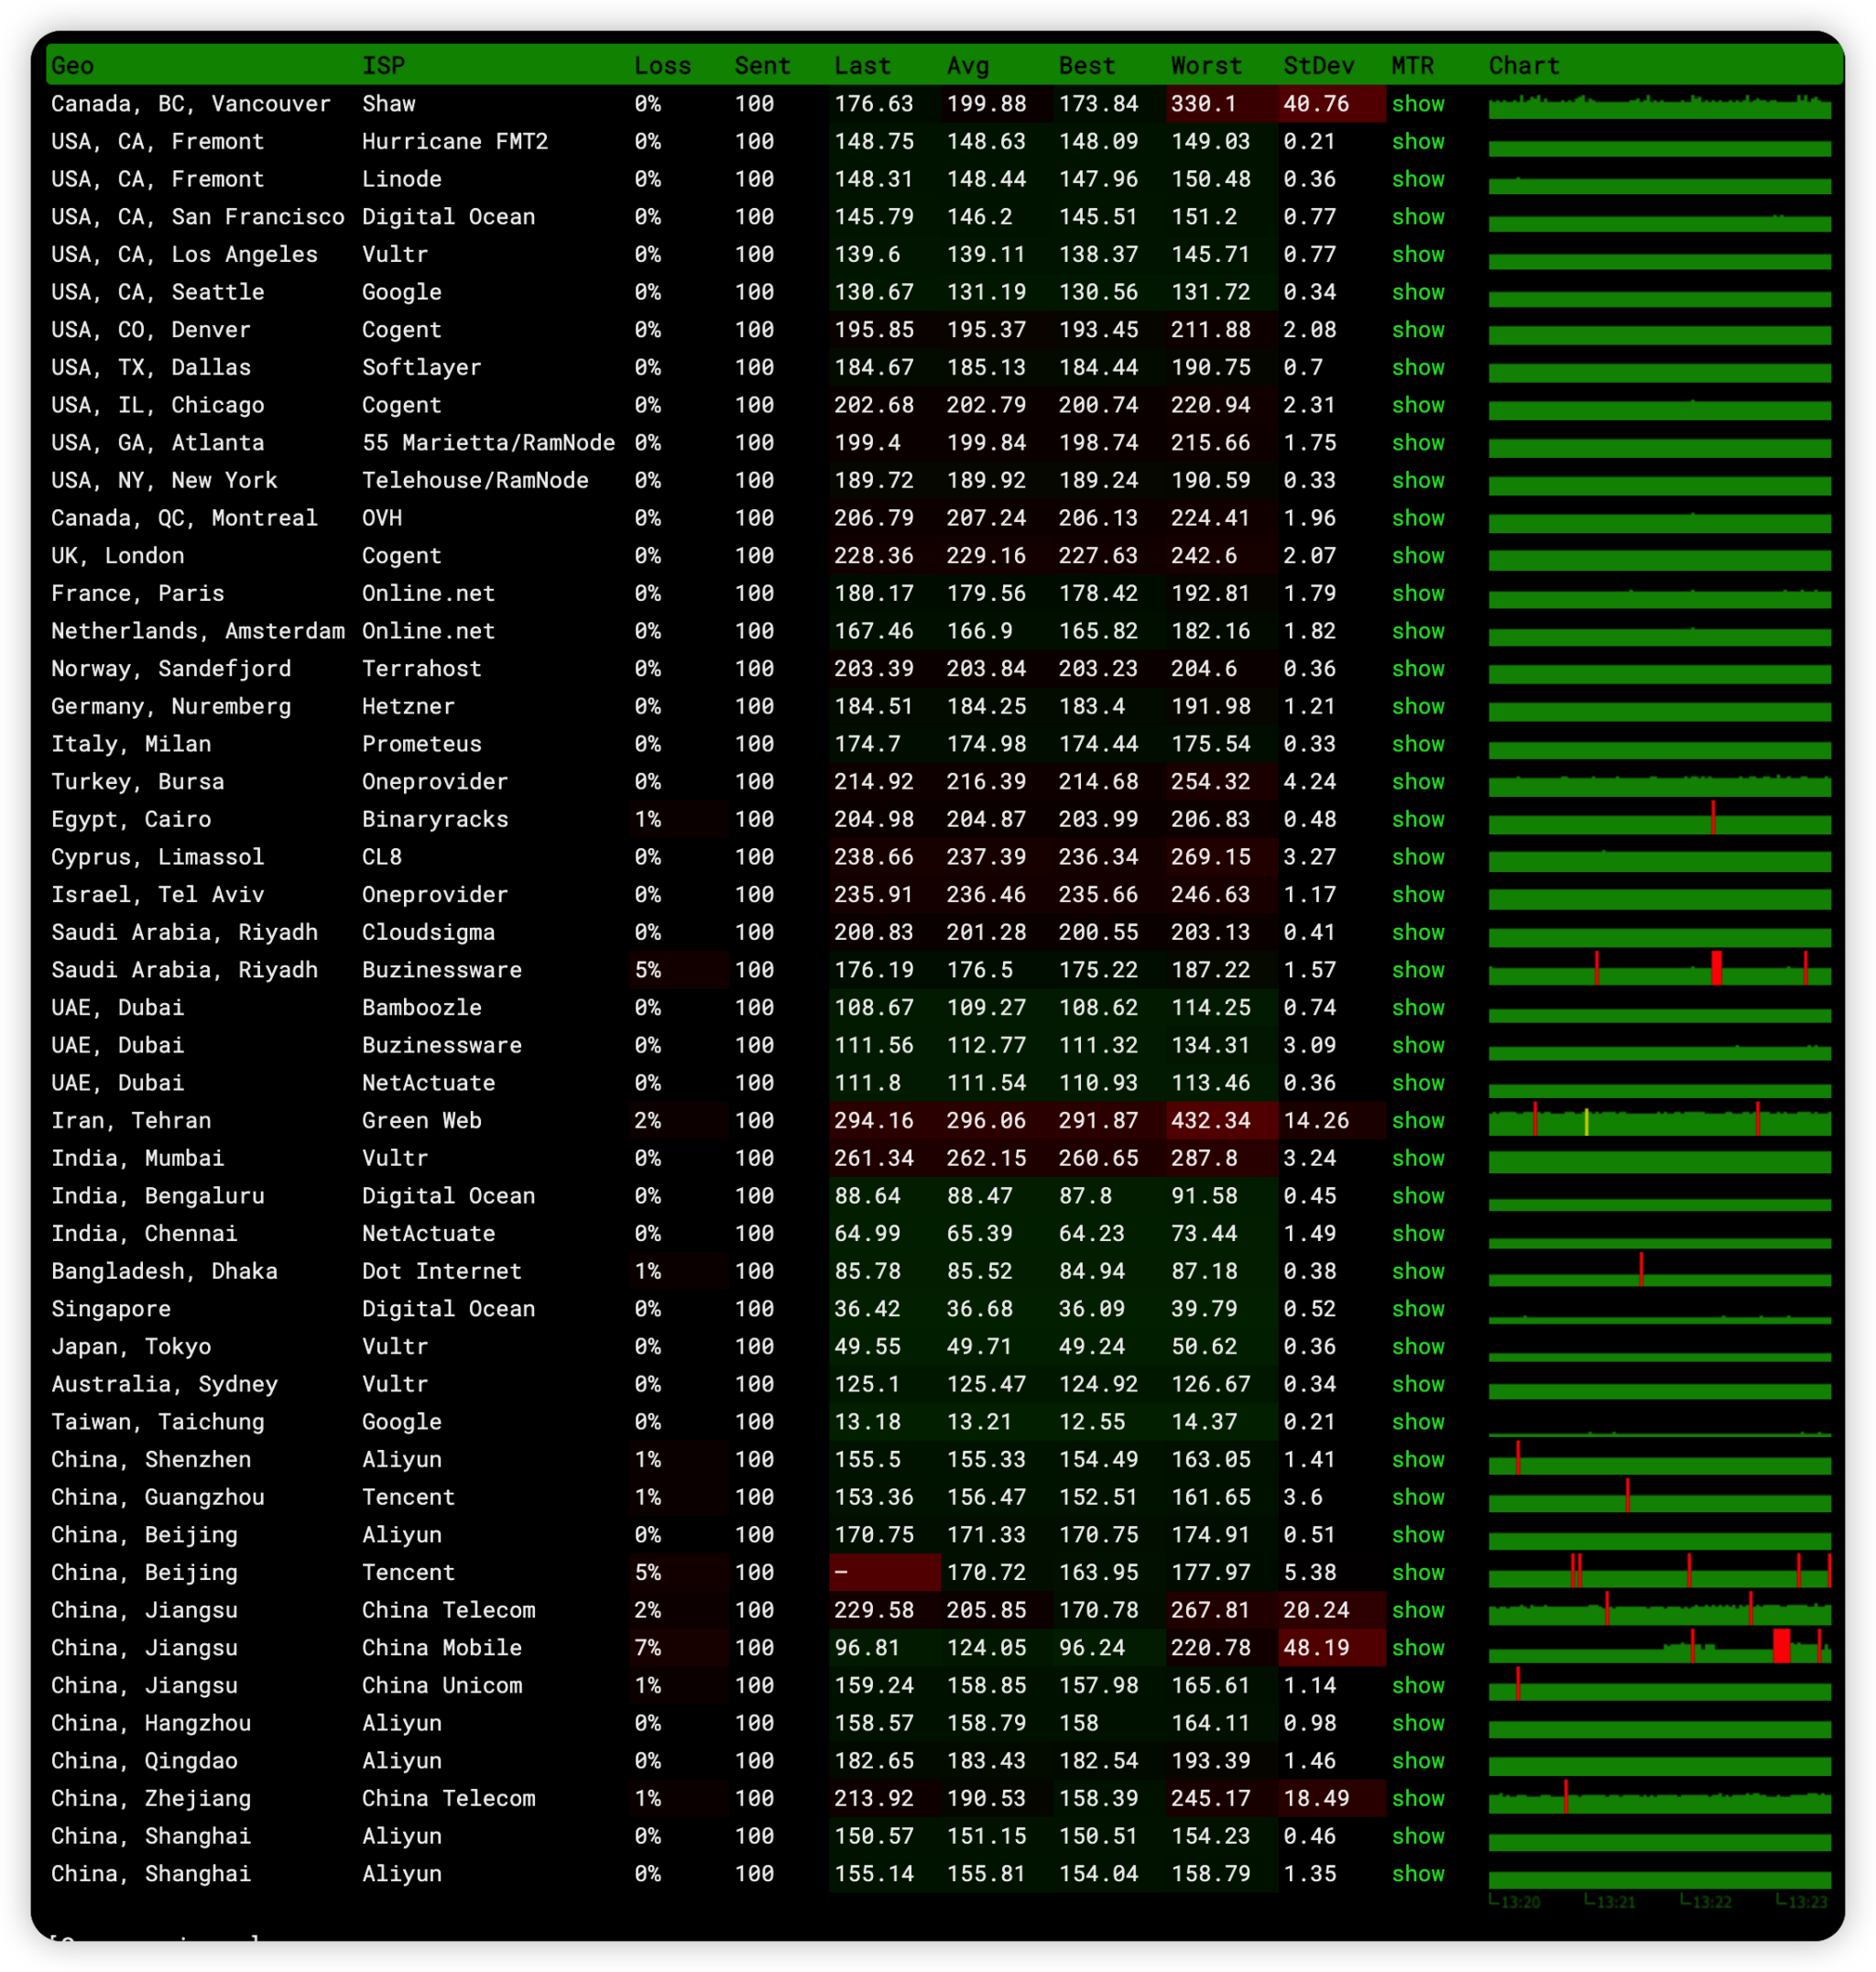 Geo ISP Loss Sent Last Avg Best Worst StDev MTR Chart
Canada, BC, Vancouver Shaw 0% 100 176.63 199.88 173.84 330.1 40.76 show
USA, CA, Fremont Hurricane FMT2 0% 100 148.75 148.63 148.09 149.03 0.21 show
USA, CA, Fremont Linode 0% 100 148.31 148.44 147.96 150.48 0.36 show
USA, CA, San Francisco Digital Ocean 0% 100 145.79 146.2 145.51 151.2 0.77 show
USA, CA, Los Angeles Vultr 0% 100 139.6 139.11 138.37 145.71 0.77 show
USA, CA, Seattle Google 0% 100 130.67 131.19 130.56 131.72 0.34 show
USA, CO, Denver Cogent 0% 100 195.85 195.37 193.45 211.88 2.08 show
USA, TX, Dallas Softlayer 0% 100 184.67 185.13 184.44 190.75 0.7 show
USA, IL, Chicago Cogent 0% 100 202.68 202.79 200.74 220.94 2.31 show
USA, GA, Atlanta 55 Marietta/RamNode 0% 100 199.4 199.84 198.74 215.66 1.75 show
USA, NY, New York Telehouse/RamNode 0% 100 189.72 189.92 189.24 190.59 0.33 show
Canada, QC, Montreal OVH 0% 100 206.79 207.24 206.13 224.41 1.96 show
UK, London Cogent 0% 100 228.36 229.16 227.63 242.6 2.07 show
France, Paris Online.net 0% 100 180.17 179.56 178.42 192.81 1.79 show
Netherlands, Amsterdam Online.net 0% 100 167.46 166.9 165.82 182.16 1.82 show
Norway, Sandefjord Terrahost 0% 100 203.39 203.84 203.23 204.6 0.36 show
Germany, Nuremberg Hetzner 0% 100 184.51 184.25 183.4 191.98 1.21 show
Italy, Milan Prometeus 0% 100 174.7 174.98 174.44 175.54 0.33 show
Turkey, Bursa Oneprovider 0% 100 214.92 216.39 214.68 254.32 4.24 show
Egypt, Cairo Binaryracks 1% 100 204.98 204.87 203.99 206.83 0.48 show
Cyprus, Limassol CL8 0% 100 238.66 237.39 236.34 269.15 3.27 show
Israel, Tel Aviv Oneprovider 0% 100 235.91 236.46 235.66 246.63 1.17 show
Saudi Arabia, Riyadh Cloudsigma 0% 100 200.83 201.28 200.55 203.13 0.41 show
Saudi Arabia, Riyadh Buzinessware 5% 100 176.19 176.5 175.22 187.22 1.57 show
UAE, Dubai Bamboozle 0% 100 108.67 109.27 108.62 114.25 0.74 show
UAE, Dubai Buzinessware 0% 100 111.56 112.77 111.32 134.31 3.09 show
UAE, Dubai NetActuate 0% 100 111.8 111.54 110.93 113.46 0.36 show
Iran, Tehran Green Web 2% 100 294.16 296.06 291.87 432.34 14.26 show
India, Mumbai Vultr 0% 100 261.34 262.15 260.65 287.8 3.24 show
India, Bengaluru Digital Ocean 0% 100 88.64 88.47 87.8 91.58 0.45 show
India, Chennai NetActuate 0% 100 64.99 65.39 64.23 73.44 1.49 show
Bangladesh, Dhaka Dot Internet 1% 100 85.78 85.52 84.94 87.18 0.38 show
Singapore Digital Ocean 0% 100 36.42 36.68 36.09 39.79 0.52 show
Japan, Tokyo Vultr 0% 100 49.55 49.71 49.24 50.62 0.36 show
Australia, Sydney Vultr 0% 100 125.1 125.47 124.92 126.67 0.34 show
Taiwan, Taichung Google 0% 100 13.18 13.21 12.55 14.37 0.21 show
China, Shenzhen Aliyun 1% 100 155.5 155.33 154.49 163.05 1.41 show
China, Guangzhou Tencent 1% 100 153.36 156.47 152.51 161.65 3.6 show
China, Beijing Aliyun 0% 100 170.75 171.33 170.75 174.91 0.51 show
China, Beijing Tencent 5% 100 – 170.72 163.95 177.97 5.38 show
China, Jiangsu China Telecom 2% 100 229.58 205.85 170.78 267.81 20.24 show
China, Jiangsu China Mobile 7% 100 96.81 124.05 96.24 220.78 48.19 show
China, Jiangsu China Unicom 1% 100 159.24 158.85 157.98 165.61 1.14 show
China, Hangzhou Aliyun 0% 100 158.57 158.79 158 164.11 0.98 show
China, Qingdao Aliyun 0% 100 182.65 183.43 182.54 193.39 1.46 show
China, Zhejiang China Telecom 1% 100 213.92 190.53 158.39 245.17 18.49 show
China, Shanghai Aliyun 0% 100 150.57 151.15 150.51 154.23 0.46 show
China, Shanghai Aliyun 0% 100 155.14 155.81 154.04 158.79 1.35 show
13:20 13:21 13:22 13:23